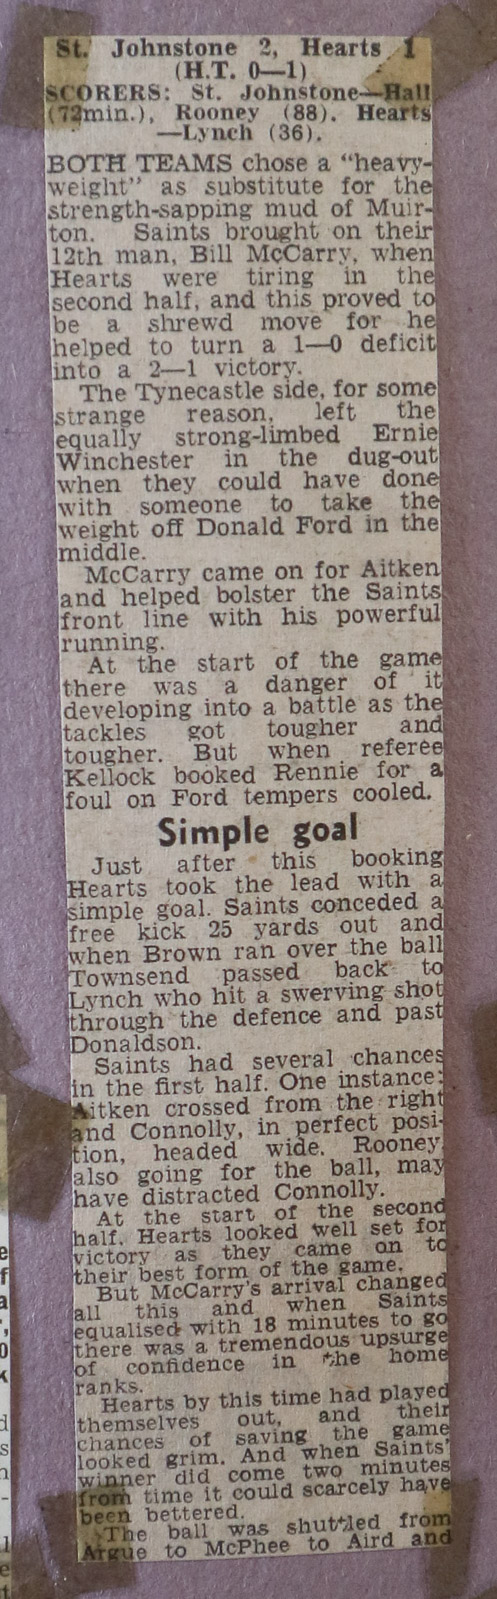 St. Johnstone 2, Hearts 1
(H.T. 0—1)
SCORERS: St. Johnstone—Hall
(72min.), Rooney (88). Hearts
—Lynch (36).
BOTH TEAMS chose a "heavy-
weight" as substitute for the
strength-sapping mud of Muir-
ton. Saints brought on their
12th man, Bill McCarry, when
Hearts were tiring in the
second half, and this proved to
be a shrewd move for he
helped to turn a 1—0 deficit
into a 2—1 victory.
The Tynecastle side, for some
strange reason, left the
equally strong-limbed Ernie
Winchester in the dug-out
when they could have done
with someone to take the
weight off Donald Ford in the
middle.
McCarry came on for Aitken
and helped bolster the Saints
front line with his powerful
running.
At the start of the game
there was a danger of it
developing into a battle as the
tackles got tougher and
tougher. But when referee
Kellock booked Rennie for a
foul on Ford tempers cooled.
Simple goal
Just after this booking
Hearts took the lead with a
simple goal. Saints conceded a
free kick 25 yards out and
when Brown ran over the ball
Townsend passed back to
Lynch who hit a swerving shot
through the defence and past
Donaldson.
Saints had several chances
in the first half. One instance:
Aitken crossed from the right
and Connolly, in perfect posi-
tion, headed wide. Rooney,
also going for the ball, may
have distracted Connolly.
At the start of the second
half. Hearts looked well set for
victory as they came on to
their best form of the game.
But McCarry's arrival changed
all this and when Saints
equalised with 18 minutes to go
there was a tremendous upsurge
of confidence in the home
ranks.
Hearts by this time had played
themselves out, and their
chances of saving the game
looked grim. And when Saints'
winner did come two minutes
from time it could scarcely have
been bettered.
The ball was shuttled from
Argue to McPhee to Aird and